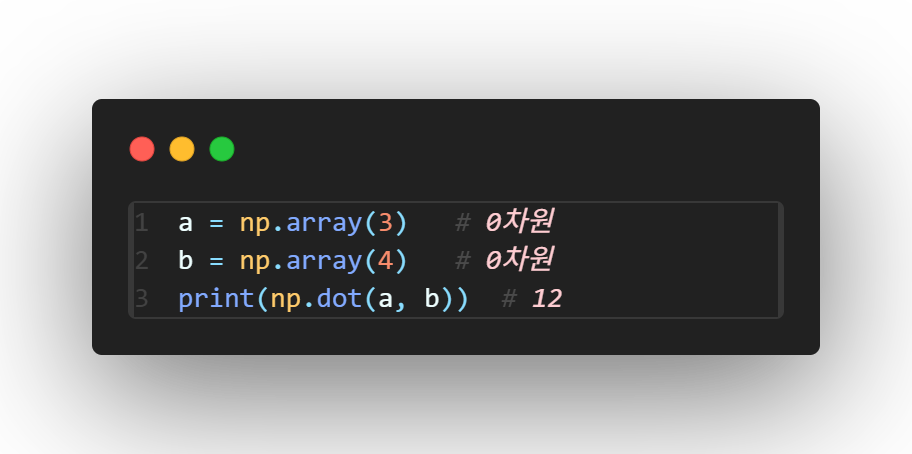 1 a = np.array(3)   # 0차원
2 b = np.array(4)   # 0차원
3 print(np.dot(a, b))  # 12